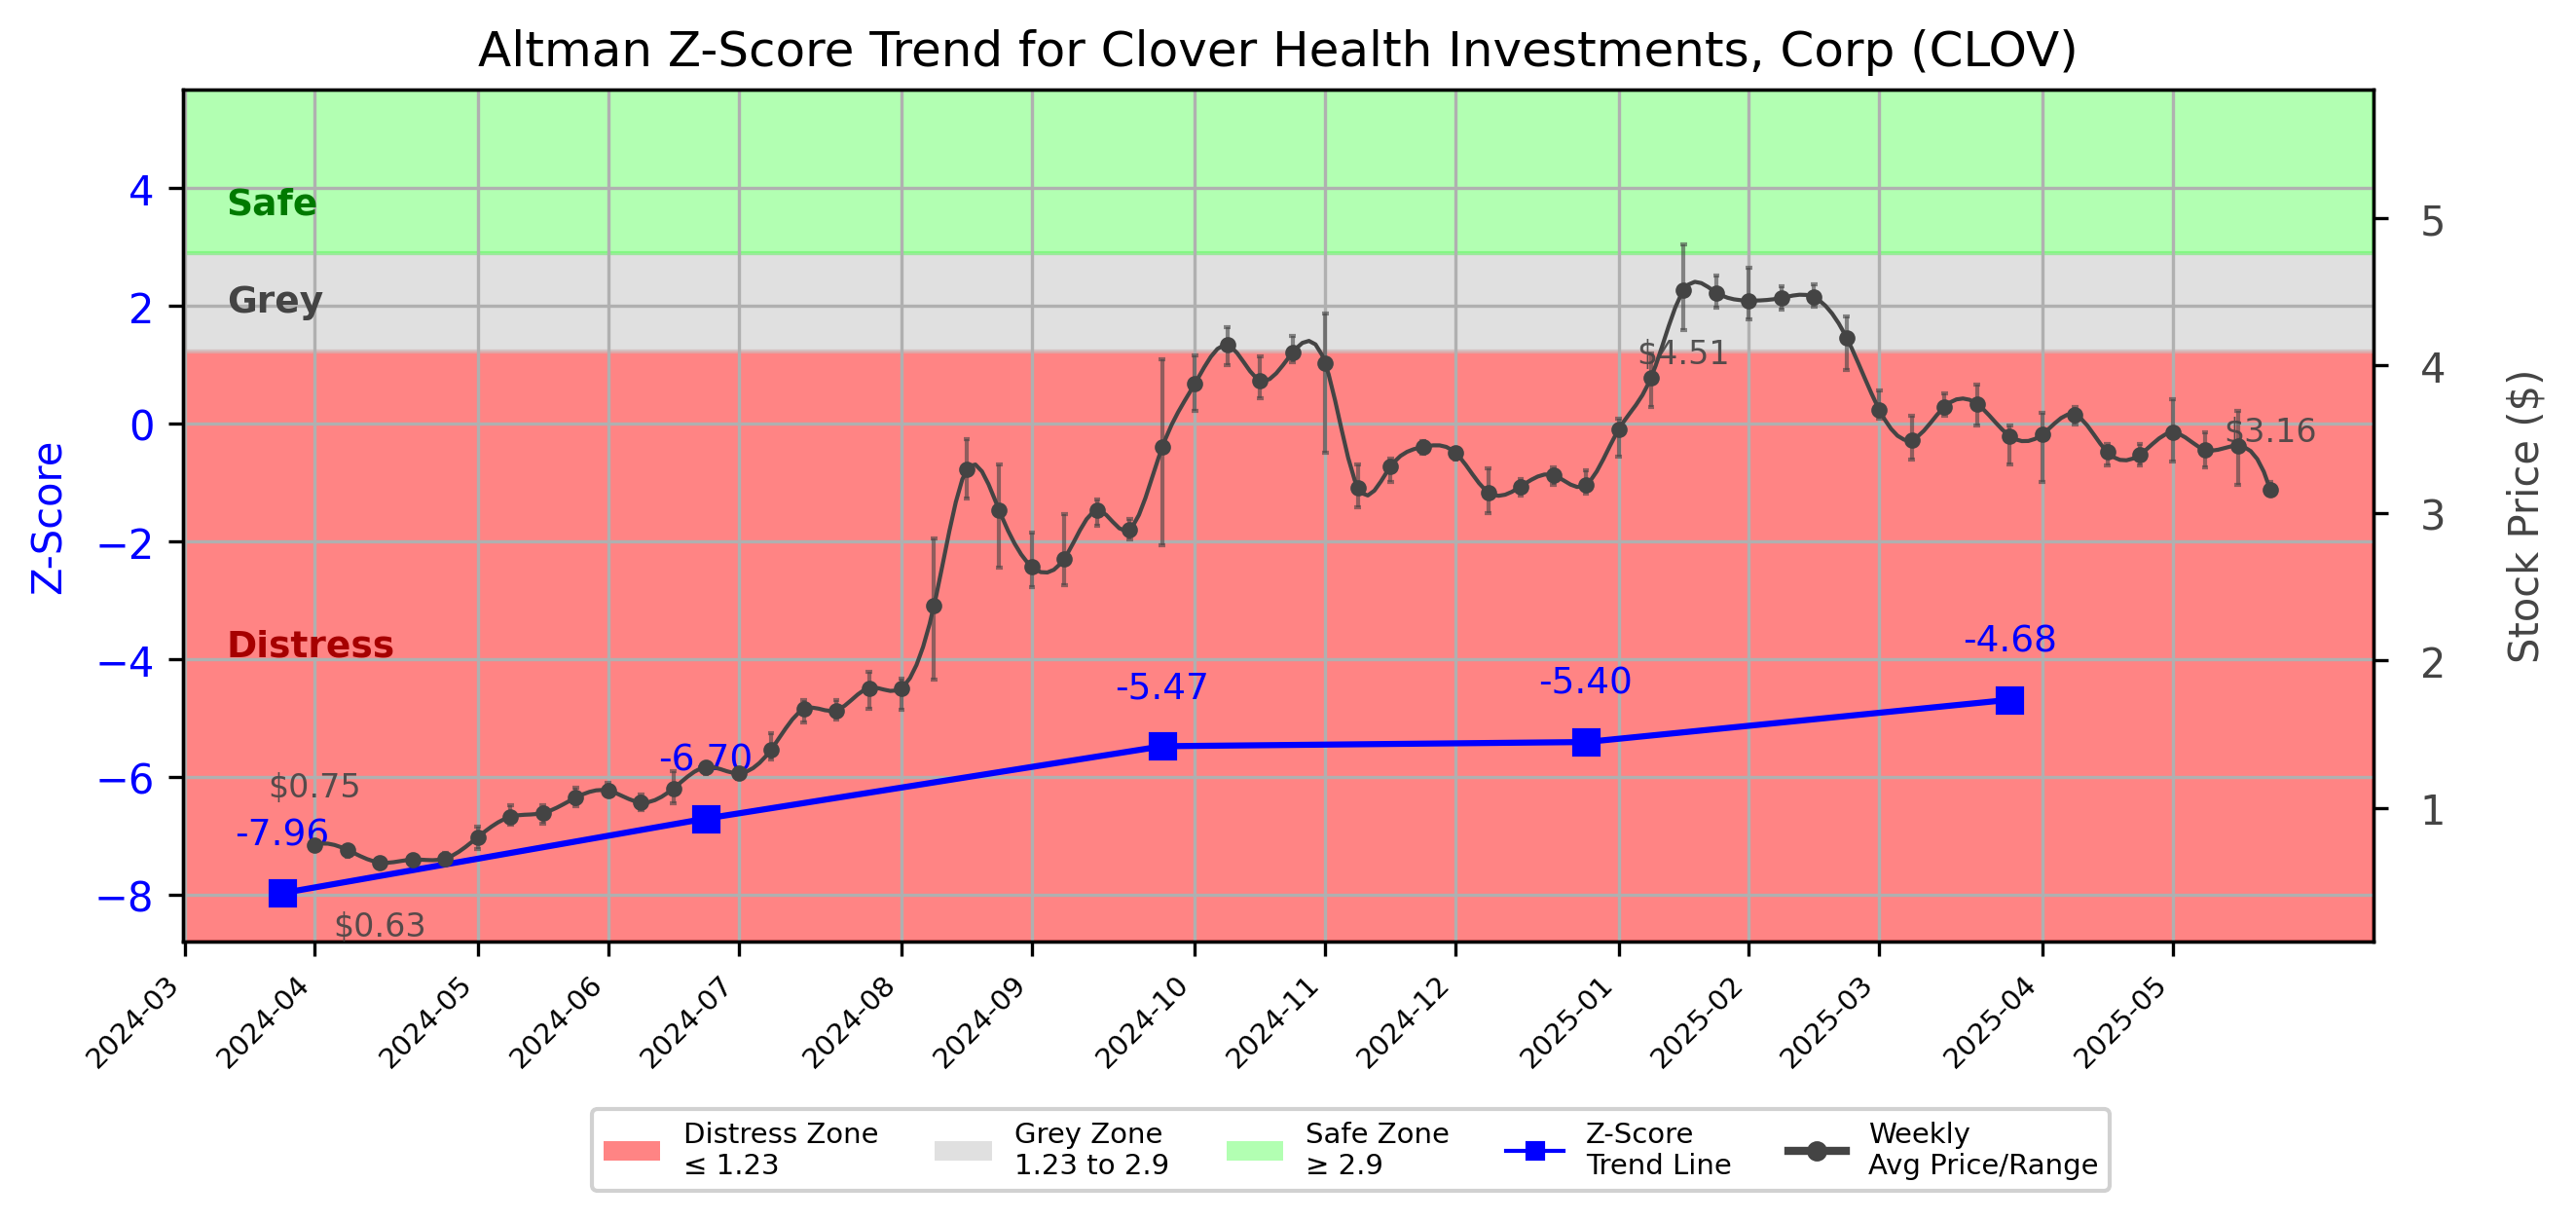 Altman Z-Score Trend for Clover Health Investments, Corp (CLOV)
Z-Score
4
2
0
−2
−4
−6
−8
Safe
Grey
Distress
$0.75
-7.96
$0.63
-6.70
-5.47
-5.40
-4.68
$4.51
$3.16
5
4
3
2
1
Stock Price ($)
2024-03
2024-04
2024-05
2024-06
2024-07
2024-08
2024-09
2024-10
2024-11
2024-12
2025-01
2025-02
2025-03
2025-04
2025-05
Distress Zone
≤ 1.23
Grey Zone
1.23 to 2.9
Safe Zone
≥ 2.9
Z-Score
Trend Line
Weekly
Avg Price/Range